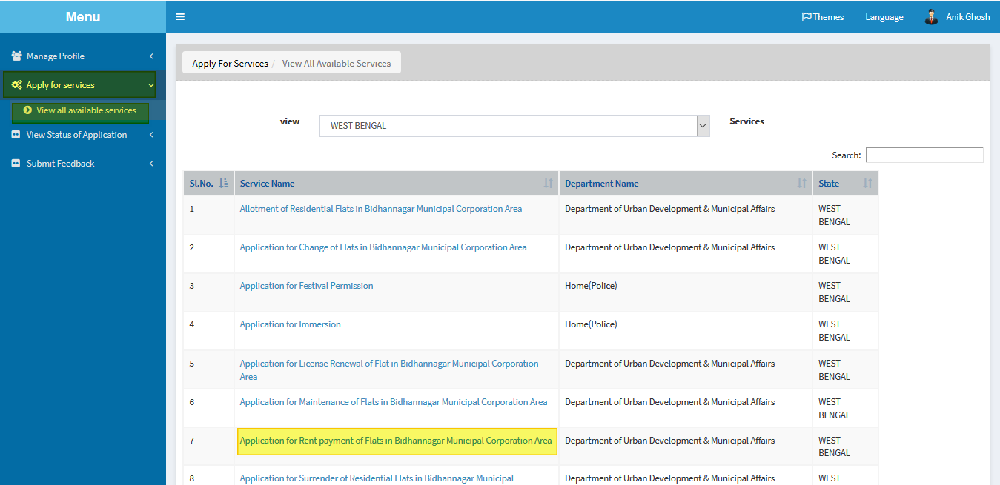 Menu
Themes
Language
Anik Ghosh
Manage Profile
Apply for services
View all available services
View Status of Application
Submit Feedback
Apply For Services / View All Available Services
view
WEST BENGAL
Services
Search:
Sl.No. Service Name Department Name State
1 Allotment of Residential Flats in Bidhannagar Municipal Corporation Area Department of Urban Development & Municipal Affairs WEST
BENGAL
2 Application for Change of Flats in Bidhannagar Municipal Corporation Area Department of Urban Development & Municipal Affairs WEST
BENGAL
3 Application for Festival Permission Home(Police) WEST
BENGAL
4 Application for Immersion Home(Police) WEST
BENGAL
5 Application for License Renewal of Flat in Bidhannagar Municipal Corporation Department of Urban Development & Municipal Affairs WEST
Area BENGAL
6 Application for Maintenance of Flats in Bidhannagar Municipal Corporation Area Department of Urban Development & Municipal Affairs WEST
BENGAL
7 Application for Rent payment of Flats in Bidhannagar Municipal Corporation Area Department of Urban Development & Municipal Affairs WEST
BENGAL
8 Application for Surrender of Residential Flats in Bidhannagar Municipal Department of Urban Development & Municipal Affairs WEST